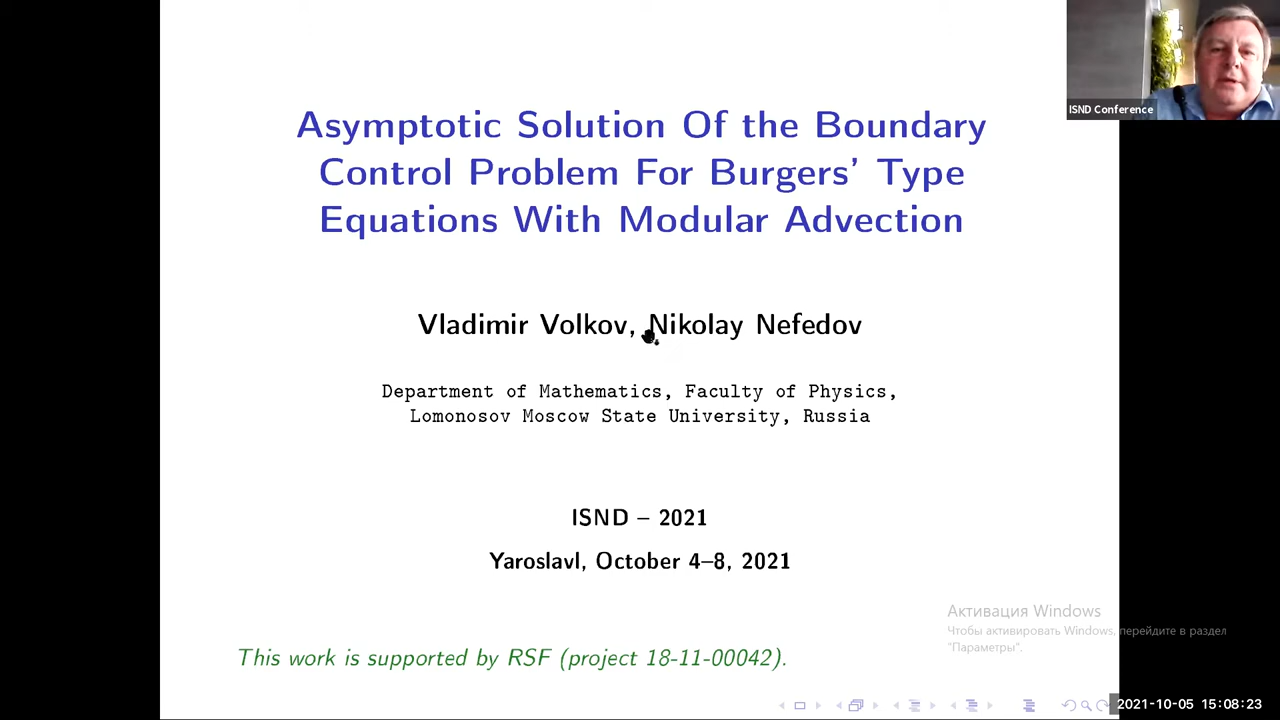 ISND Conference
Asymptotic Solution Of the Boundary
Control Problem For Burgers' Type
Equations With Modular Advection
Vladimir Volkov, Nikolay Nefedov
Department of Mathematics, Faculty of Physics,
Lomonosov Moscow State University, Russia
ISND – 2021
Yaroslavl, October 4–8, 2021
Активация Windows
Чтобы активировать Windows, перейдите в раздел
"Параметры".
This work is supported by RSF (project 18-11-00042).
2021-10-05 15:08:23